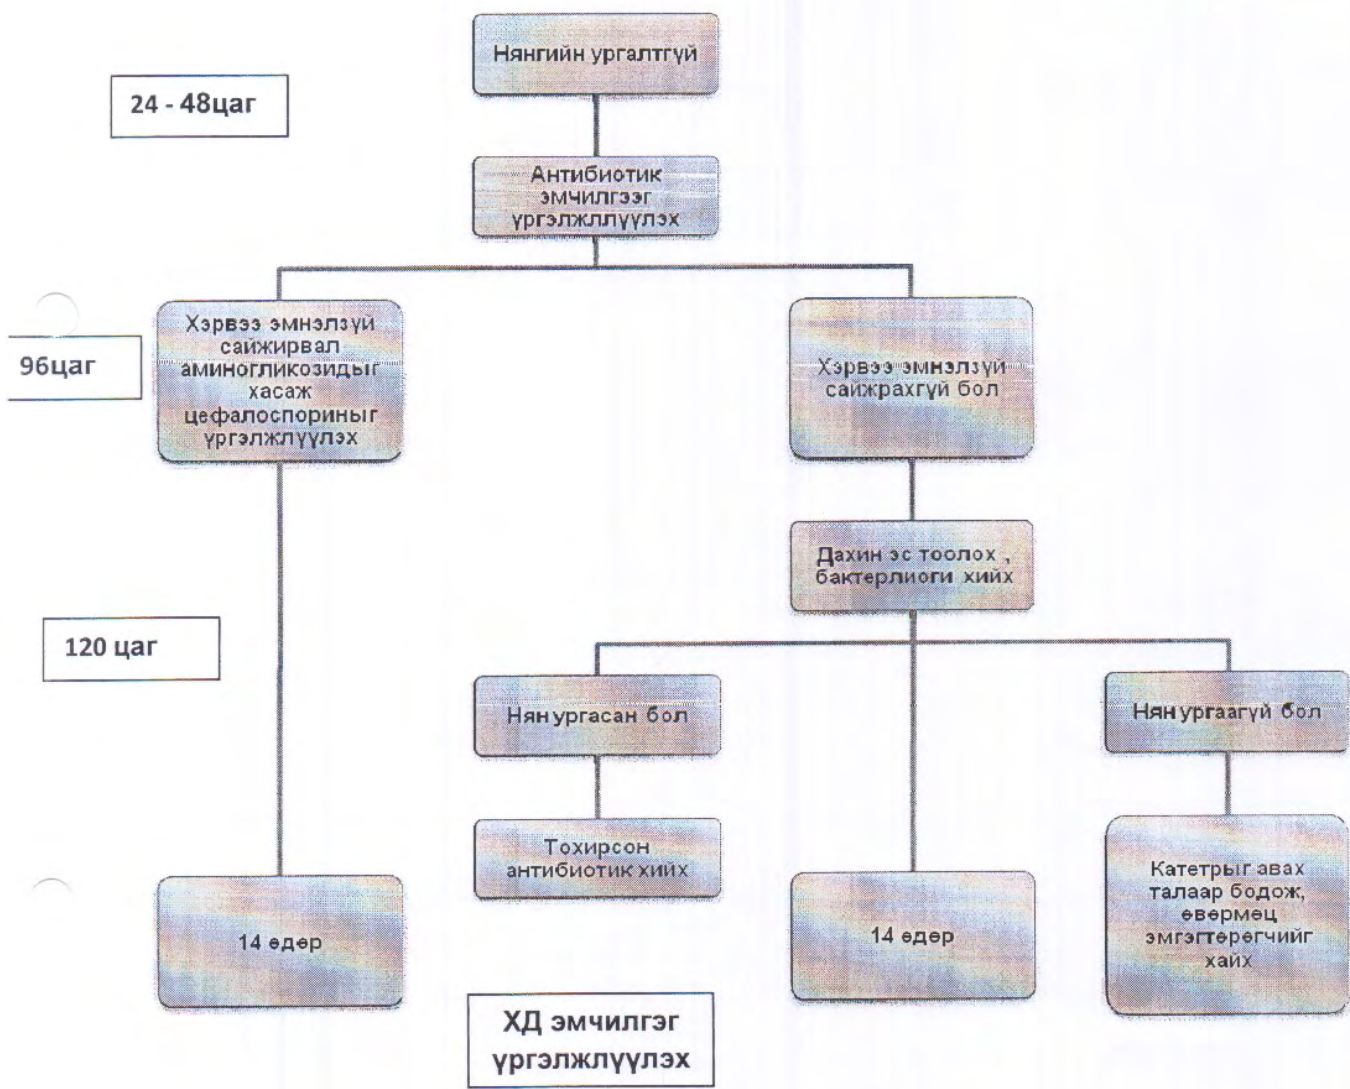 Нянгийн ургалтгүй
24 - 48цаг
Антибиотик
эмчилгээг
үргэлжллүүлэх
96цаг
Хэрвээ эмнэлзүй
сайжирвал
аминогликозидыг
хасаж
цефалоспориныг
үргэлжлүүлэх
Хэрвээ эмнэлзүй
сайжрахгүй бол
Дахин эс тоолох ,
бактерлиоги хийх
120 цаг
Нян ургасан бол
Нян ургаагүй бол
Тохирсон
антибиотик хийх
Катетрыг авах
талаар бодож,
өвөрмөц
эмгэгтөрөгчийг
хайх
14 өдөр
14 өдөр
ХД эмчилгэг
үргэлжлүүлэх